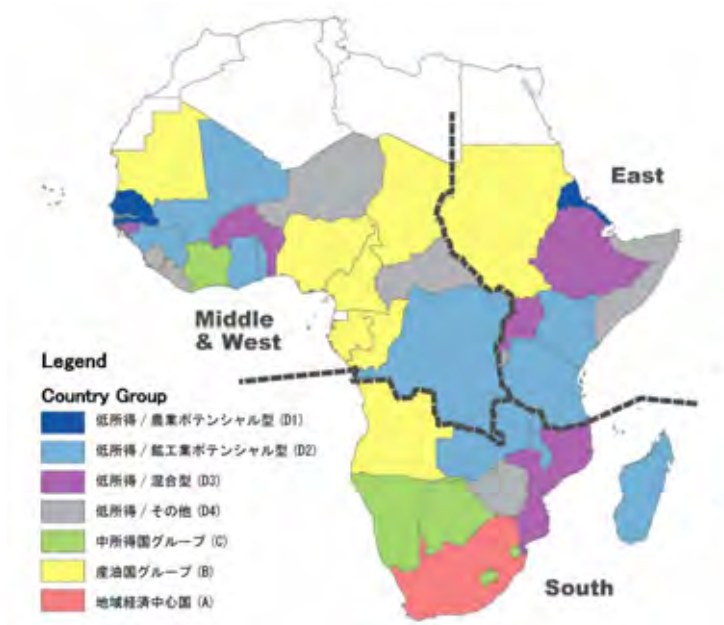 East
Middle
& West
Legend
Country Group
低所得 / 農業ポテンシャル型 (D1)
低所得 / 鉱工業ポテンシャル型 (D2)
低所得 / 混合型 (D3)
低所得 / その他 (D4)
中所得国グループ (C)
産油国グループ (B)
地域経済中心国 (A)
South